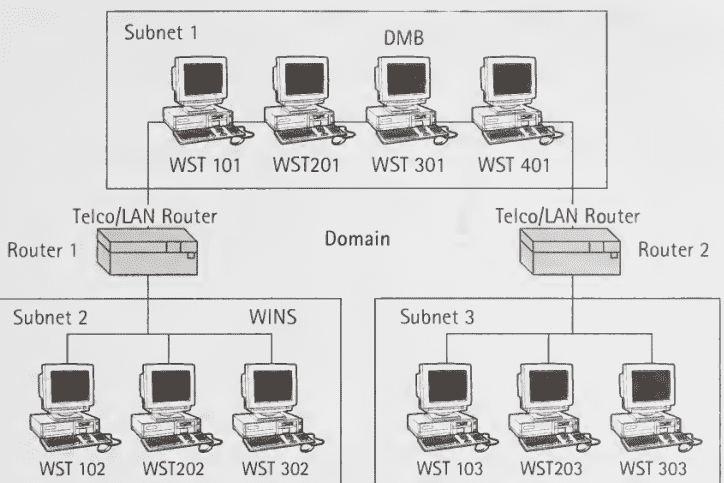 Subnet 1
DMB
WST 101 WST201 WST 301 WST 401
Telco/LAN Router
Telco/LAN Router
Router 1
Domain
Router 2
Subnet 2 WINS
Subnet 3
WST 102 WST202 WST 302
WST 103 WST203 WST 303